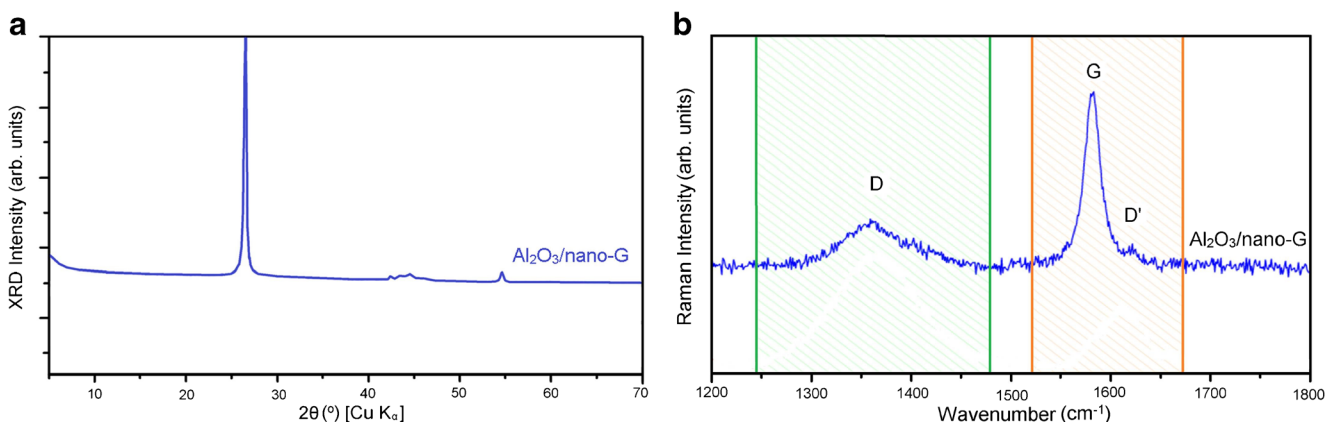 a
XRD Intensity (arb. units)
Al₂O₃/nano-G
10 20 30 40 50 60 70
2θ (º) [Cu Kα]
b
Raman Intensity (arb. units)
D
G
D'
Al₂O₃/nano-G
1200 1300 1400 1500 1600 1700 1800
Wavenumber (cm⁻¹)